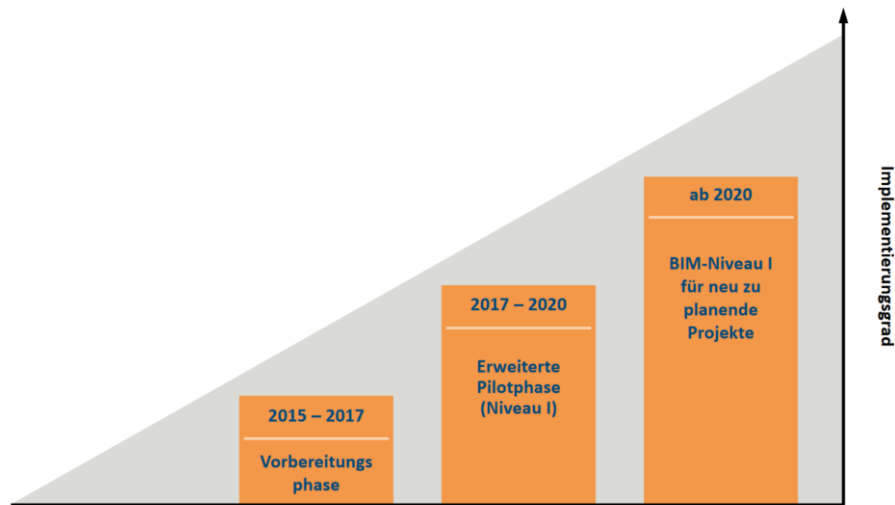 2015 – 2017
Vorbereitungs
phase
2017 – 2020
Erweiterte
Pilotphase
(Niveau I)
ab 2020
BIM-Niveau I
für neu zu
planende
Projekte
Implementierungsgrad